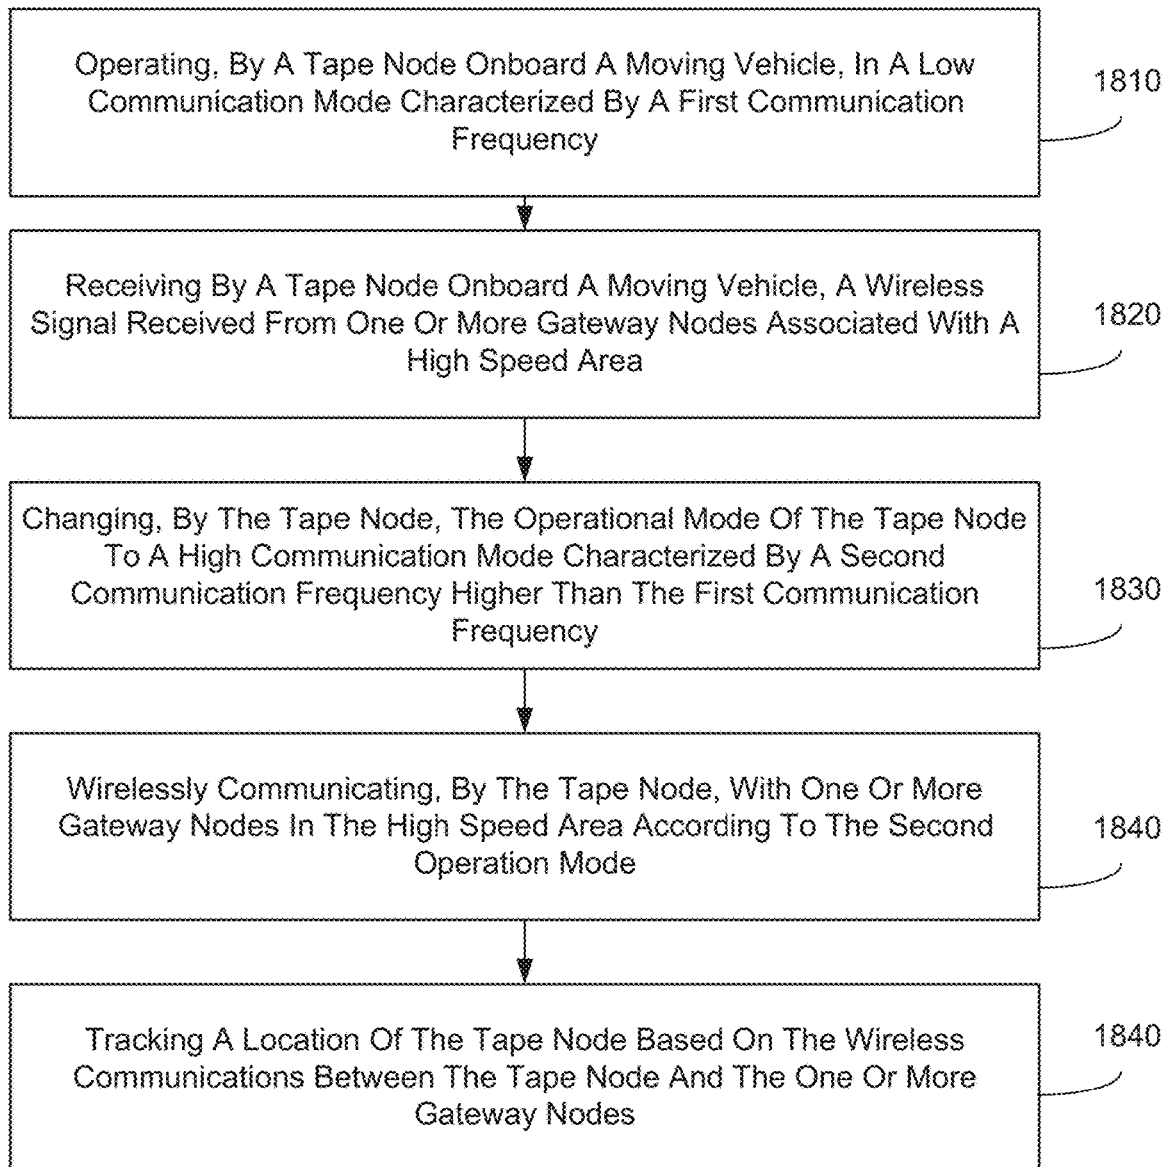 Operating, By A Tape Node Onboard A Moving Vehicle, In A Low
Communication Mode Characterized By A First Communication
Frequency
1810
Receiving By A Tape Node Onboard A Moving Vehicle, A Wireless
Signal Received From One Or More Gateway Nodes Associated With A
High Speed Area
1820
Changing, By The Tape Node, The Operational Mode Of The Tape Node
To A High Communication Mode Characterized By A Second
Communication Frequency Higher Than The First Communication
Frequency
1830
Wirelessly Communicating, By The Tape Node, With One Or More
Gateway Nodes In The High Speed Area According To The Second
Operation Mode
1840
Tracking A Location Of The Tape Node Based On The Wireless
Communications Between The Tape Node And The One Or More
Gateway Nodes
1840